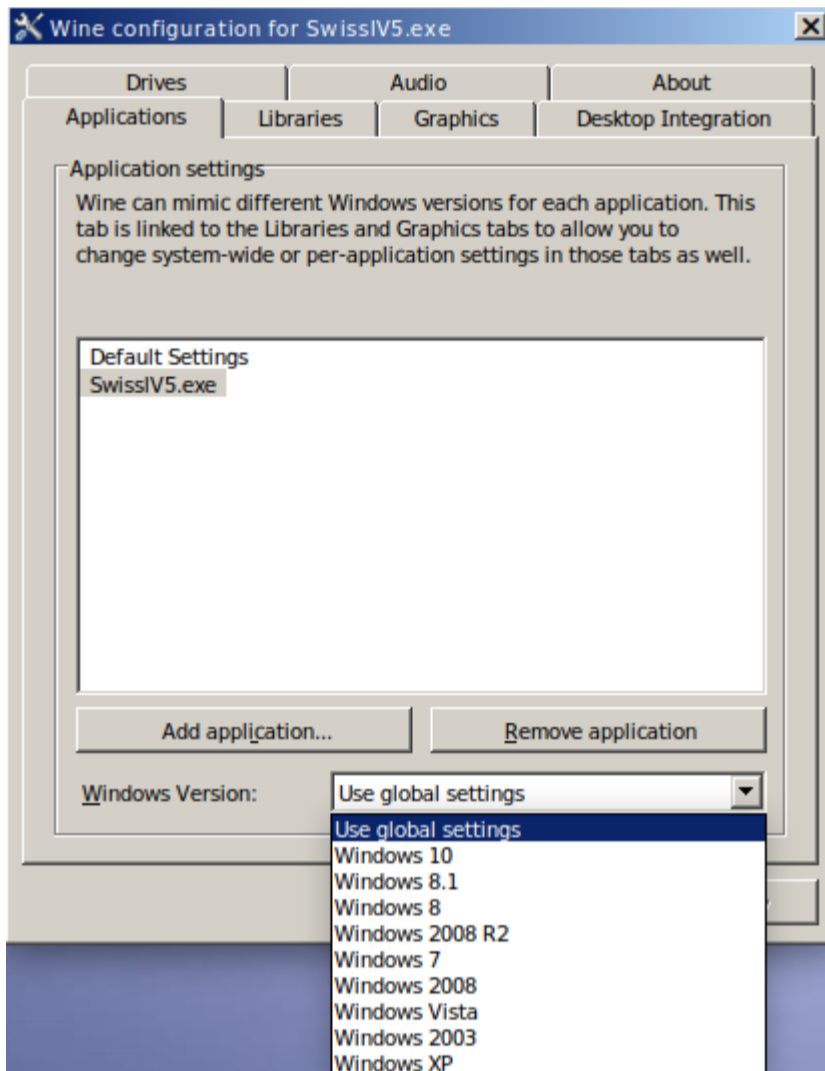 Wine configuration for SwissIV5.exe
Drives
Audio
About
Applications
Libraries
Graphics
Desktop Integration
Application settings
Wine can mimic different Windows versions for each application. This
tab is linked to the Libraries and Graphics tabs to allow you to
change system-wide or per-application settings in those tabs as well.
Default Settings
SwissIV5.exe
Add application...
Remove application
Windows Version:
Use global settings
Use global settings
Windows 10
Windows 8.1
Windows 8
Windows 2008 R2
Windows 7
Windows 2008
Windows Vista
Windows 2003
Windows XP